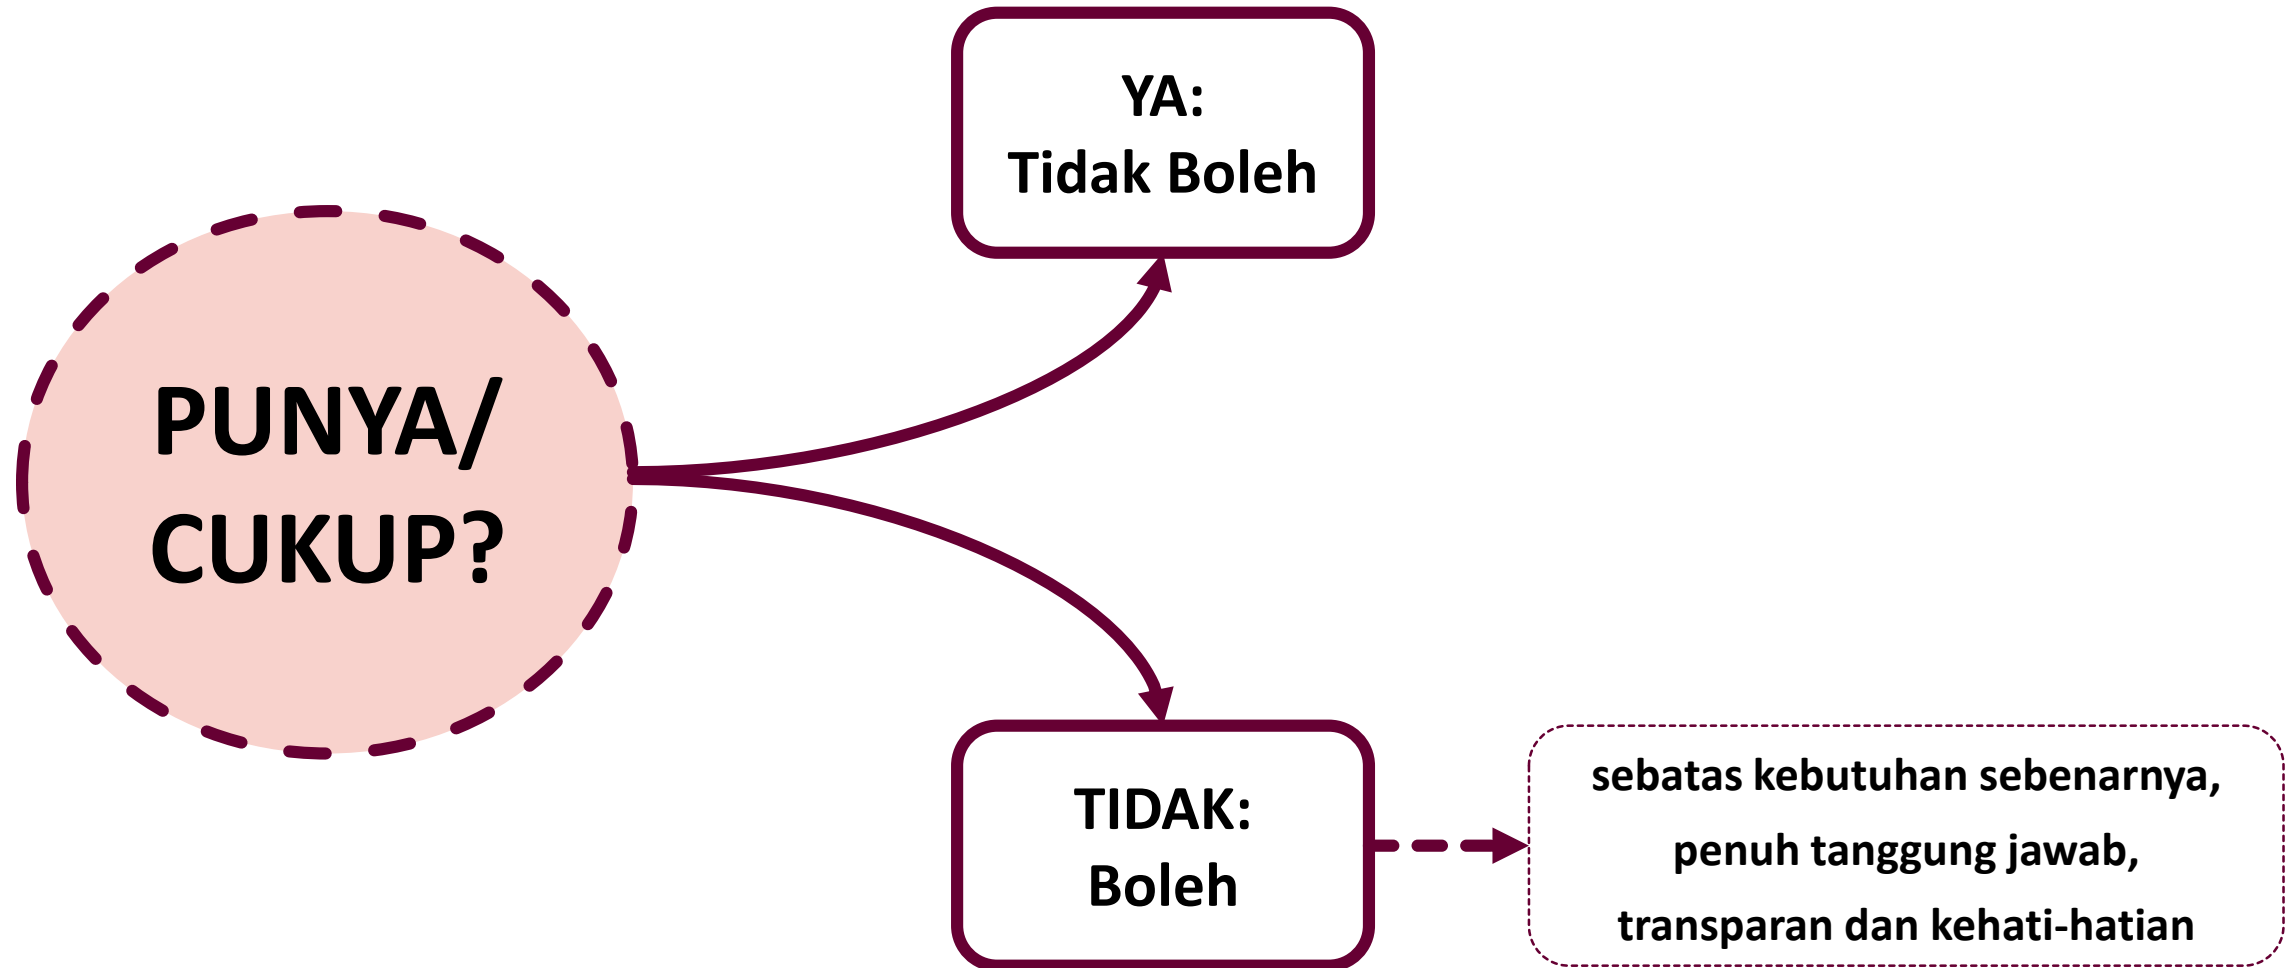 PUNYA/
CUKUP?
YA:
Tidak Boleh
TIDAK:
Boleh
sebatas kebutuhan sebenarnya,
penuh tanggung jawab,
transparan dan kehati-hatian